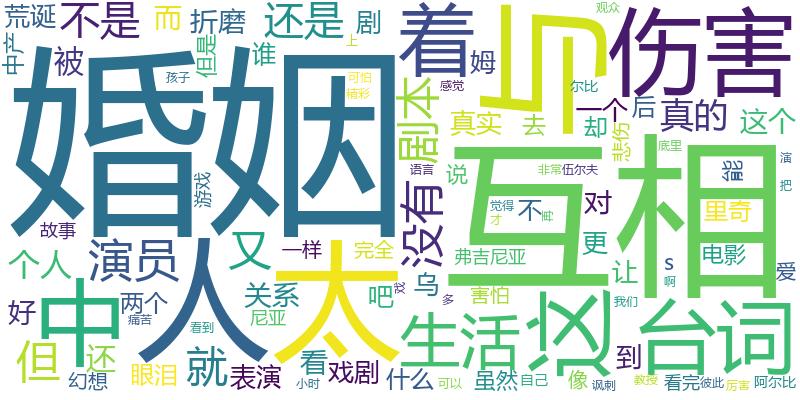 荒诞 不是 而 折磨 还是 剧 着 与 伤害 观众
中产 被 但是 谁 上 姆
婚姻 孩子 可怕 精彩 剧本 感觉 尔比 一个 后 真的
真实 去 却 悲伤 这个
游戏 语言 说 非常 伍尔夫 互相 底里 能 演 把
故事 没有 觉得 才 不 对 里奇
个人 演员 人 又 一样 太 完全 弗吉尼亚 更 电影
好 中 两个 关系 吧 戏 乌 害怕 这 让 s 啊 爱
痛苦 尼亚 看到 多 生活 台词 我们
但 还 就 看 到
幻想 眼泪 表演 小时 戏剧 什么 可以 虽然 自己 像 讽刺 教授 看完 彼此 厉害 阿尔比